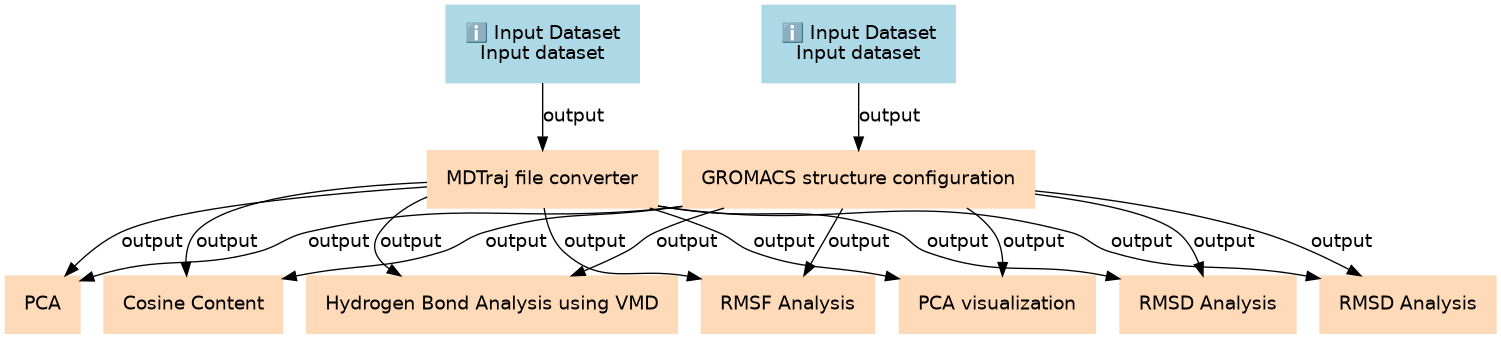 ℹ️ Input Dataset
Input dataset
ℹ️ Input Dataset
Input dataset
output
output
MDTraj file converter
GROMACS structure configuration
output
output
output
output
output
output
output
output
output
output
output
output
output
output
PCA
Cosine Content
Hydrogen Bond Analysis using VMD
RMSF Analysis
PCA visualization
RMSD Analysis
RMSD Analysis